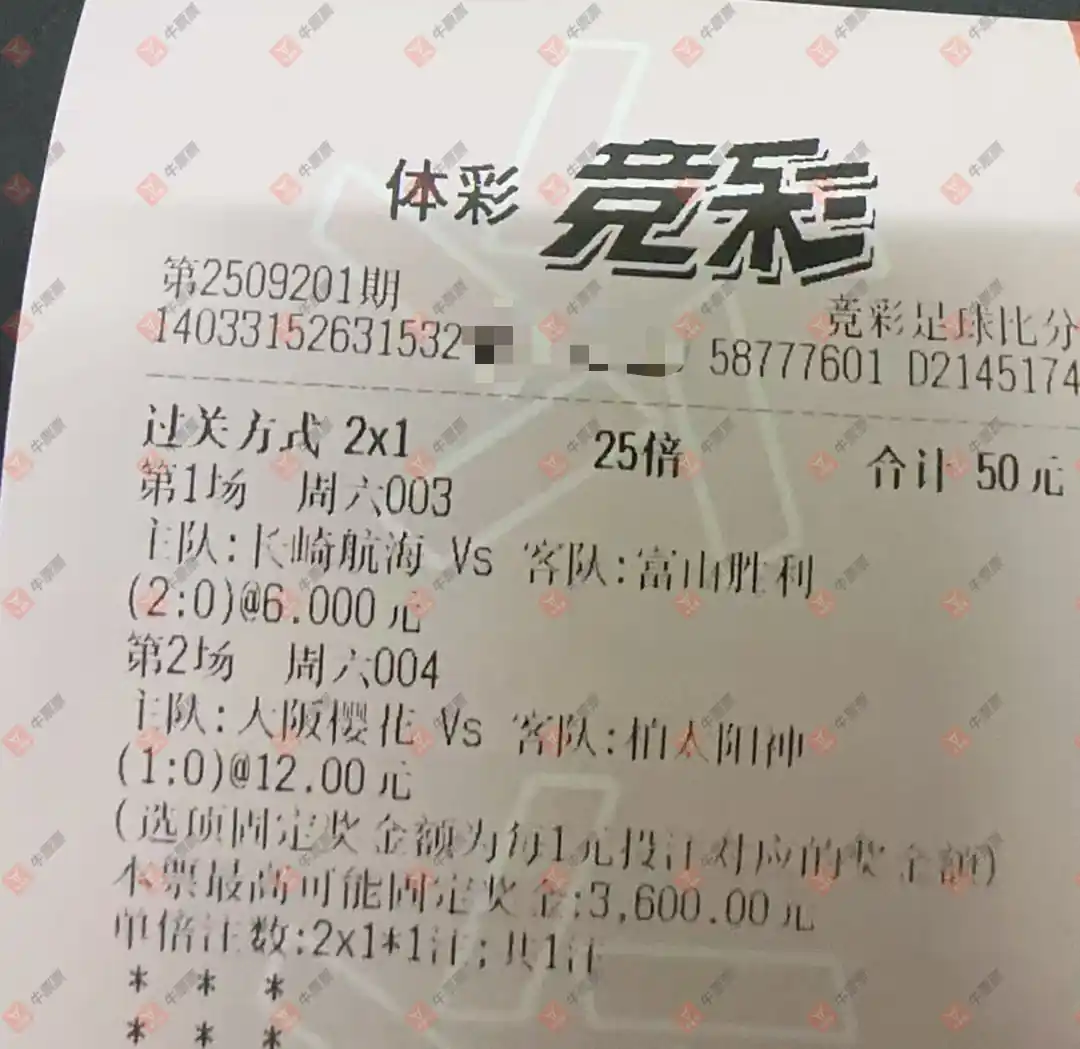 体彩 竞彩
第2509201期
竞彩足球比分
14033152631532 58777601 D2145174
过关方式 2x1 25倍 合计 50元
第1场 周六003
主队:长崎航海 Vs 客队:富山胜利
(2:0)@6.000元
第2场 周六004
主队:大阪樱花 Vs 客队:柏太阳神
(1:0)@12.00元
(选项固定奖金额为每1元投注对应的奖金额)
本票最高可能固定奖金:3,600.00元
单倍注数:2x1*1注;共1注
* * *
* * *
牛票票